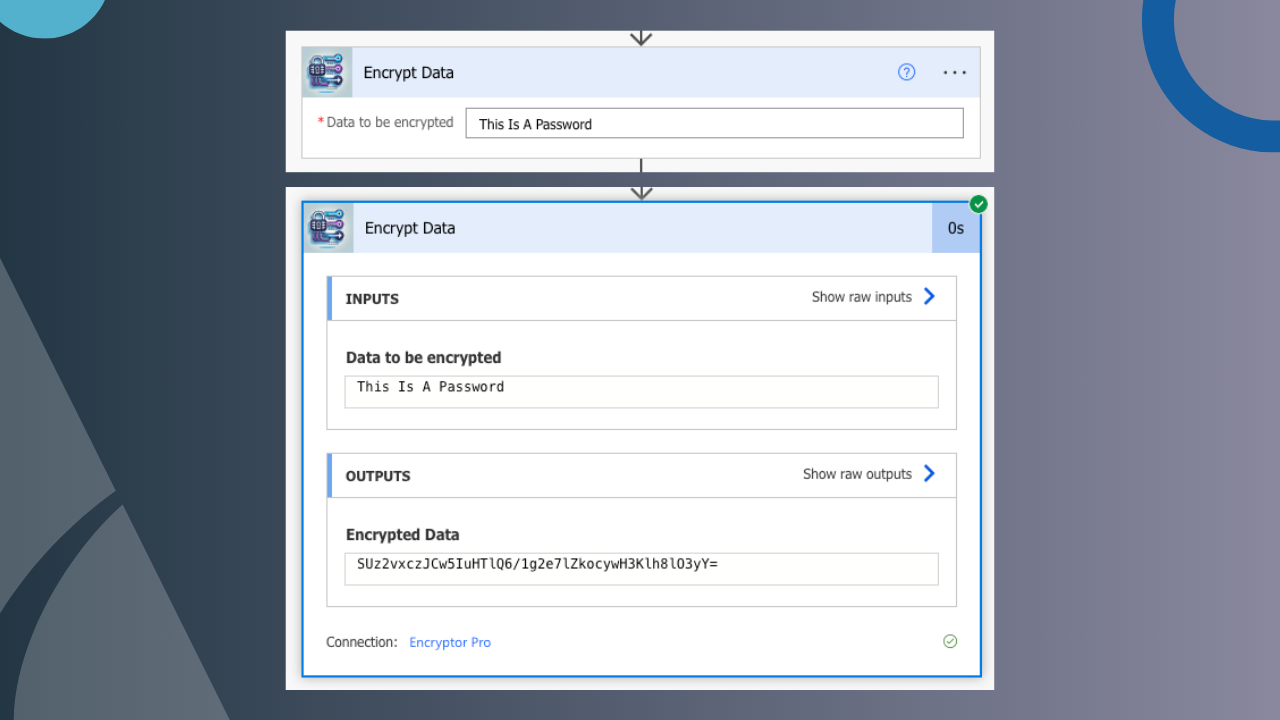 Encrypt Data
* Data to be encrypted This Is A Password
Encrypt Data 0s
INPUTS Show raw inputs
Data to be encrypted
This Is A Password
OUTPUTS Show raw outputs
Encrypted Data
SUz2vxczJCw5IuHTlQ6/1g2e7lZkocywH3Klh8lO3yY=
Connection: Encryptor Pro